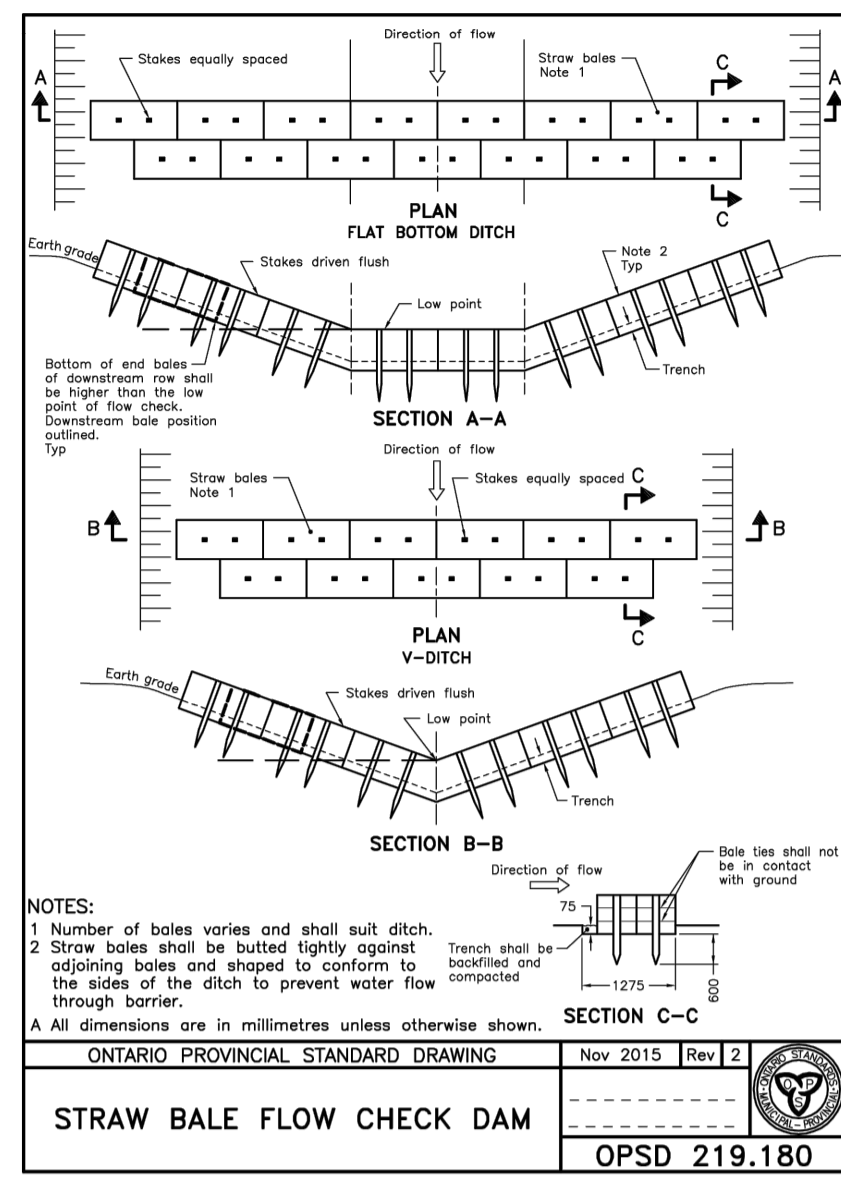 Direction of flow
Stakes equally spaced
Straw bales
Note 1
C
A
A
C
PLAN
FLAT BOTTOM DITCH
Earth grade
Stakes driven flush
Note 2
Typ
Low point
Trench
Bottom of end bales
of downstream row shall
be higher than the low
point of flow check.
Downstream bale position
outlined.
Typ
SECTION A-A
Direction of flow
Straw bales
Note 1
Stakes equally spaced
C
B
B
C
PLAN
V-DITCH
Earth grade
Stakes driven flush
Low point
Trench
SECTION B-B
Direction of flow
Bale ties shall not
be in contact
with ground
75
Trench shall be
backfilled and
compacted
1275
600
SECTION C-C
NOTES:
1 Number of bales varies and shall suit ditch.
2 Straw bales shall be butted tightly against
adjoining bales and shaped to conform to
the sides of the ditch to prevent water flow
through barrier.
A All dimensions are in millimetres unless otherwise shown.
ONTARIO PROVINCIAL STANDARD DRAWING
Nov 2015
Rev
2
STRAW BALE FLOW CHECK DAM
ONTARIO STANDARDS
MUNICIPAL-PROVINCIAL
O P
S
OPSD 219.180